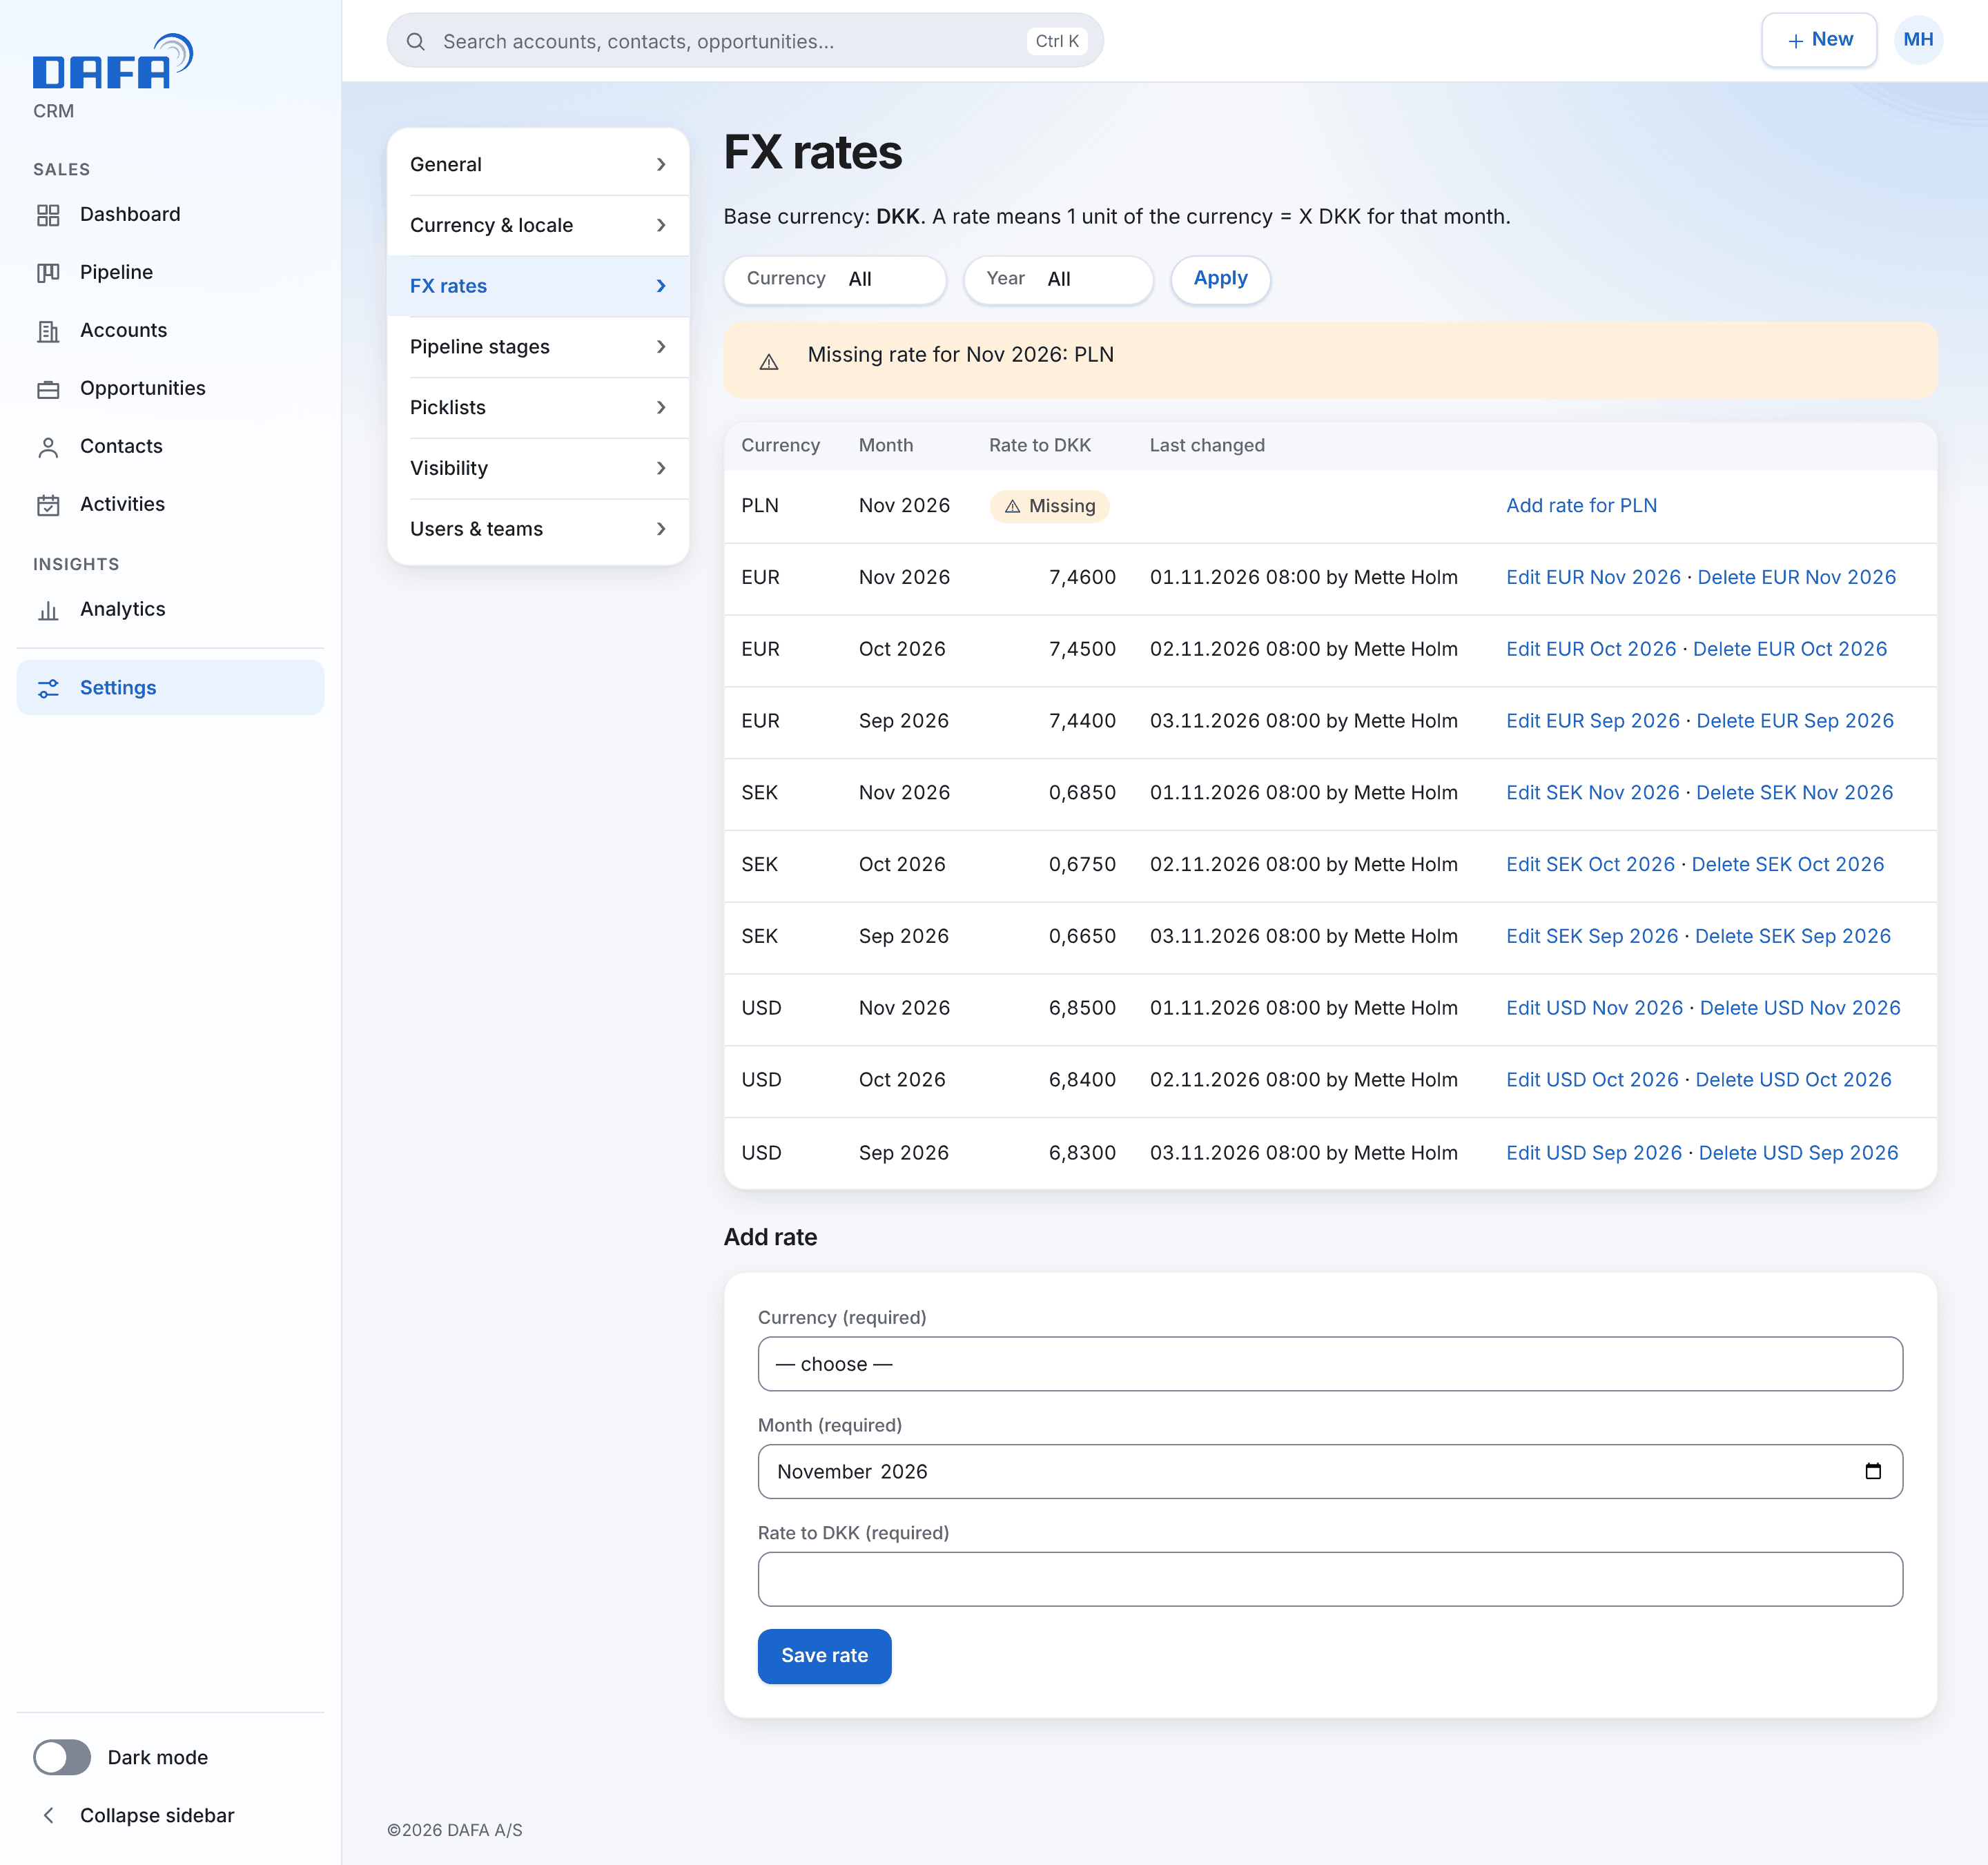 DAFA
CRM
SALES
Dashboard
Pipeline
Accounts
Opportunities
Contacts
Activities
INSIGHTS
Analytics
Settings
Dark mode
Collapse sidebar
Search accounts, contacts, opportunities...
Ctrl K
+ New
MH
General
Currency & locale
FX rates
Pipeline stages
Picklists
Visibility
Users & teams
FX rates
Base currency: DKK. A rate means 1 unit of the currency = X DKK for that month.
Currency All Year All Apply
Missing rate for Nov 2026: PLN
Currency Month Rate to DKK Last changed
PLN Nov 2026 Missing Add rate for PLN
EUR Nov 2026 7,4600 01.11.2026 08:00 by Mette Holm Edit EUR Nov 2026 · Delete EUR Nov 2026
EUR Oct 2026 7,4500 02.11.2026 08:00 by Mette Holm Edit EUR Oct 2026 · Delete EUR Oct 2026
EUR Sep 2026 7,4400 03.11.2026 08:00 by Mette Holm Edit EUR Sep 2026 · Delete EUR Sep 2026
SEK Nov 2026 0,6850 01.11.2026 08:00 by Mette Holm Edit SEK Nov 2026 · Delete SEK Nov 2026
SEK Oct 2026 0,6750 02.11.2026 08:00 by Mette Holm Edit SEK Oct 2026 · Delete SEK Oct 2026
SEK Sep 2026 0,6650 03.11.2026 08:00 by Mette Holm Edit SEK Sep 2026 · Delete SEK Sep 2026
USD Nov 2026 6,8500 01.11.2026 08:00 by Mette Holm Edit USD Nov 2026 · Delete USD Nov 2026
USD Oct 2026 6,8400 02.11.2026 08:00 by Mette Holm Edit USD Oct 2026 · Delete USD Oct 2026
USD Sep 2026 6,8300 03.11.2026 08:00 by Mette Holm Edit USD Sep 2026 · Delete USD Sep 2026
Add rate
Currency (required)
— choose —
Month (required)
November 2026
Rate to DKK (required)
Save rate
©2026 DAFA A/S